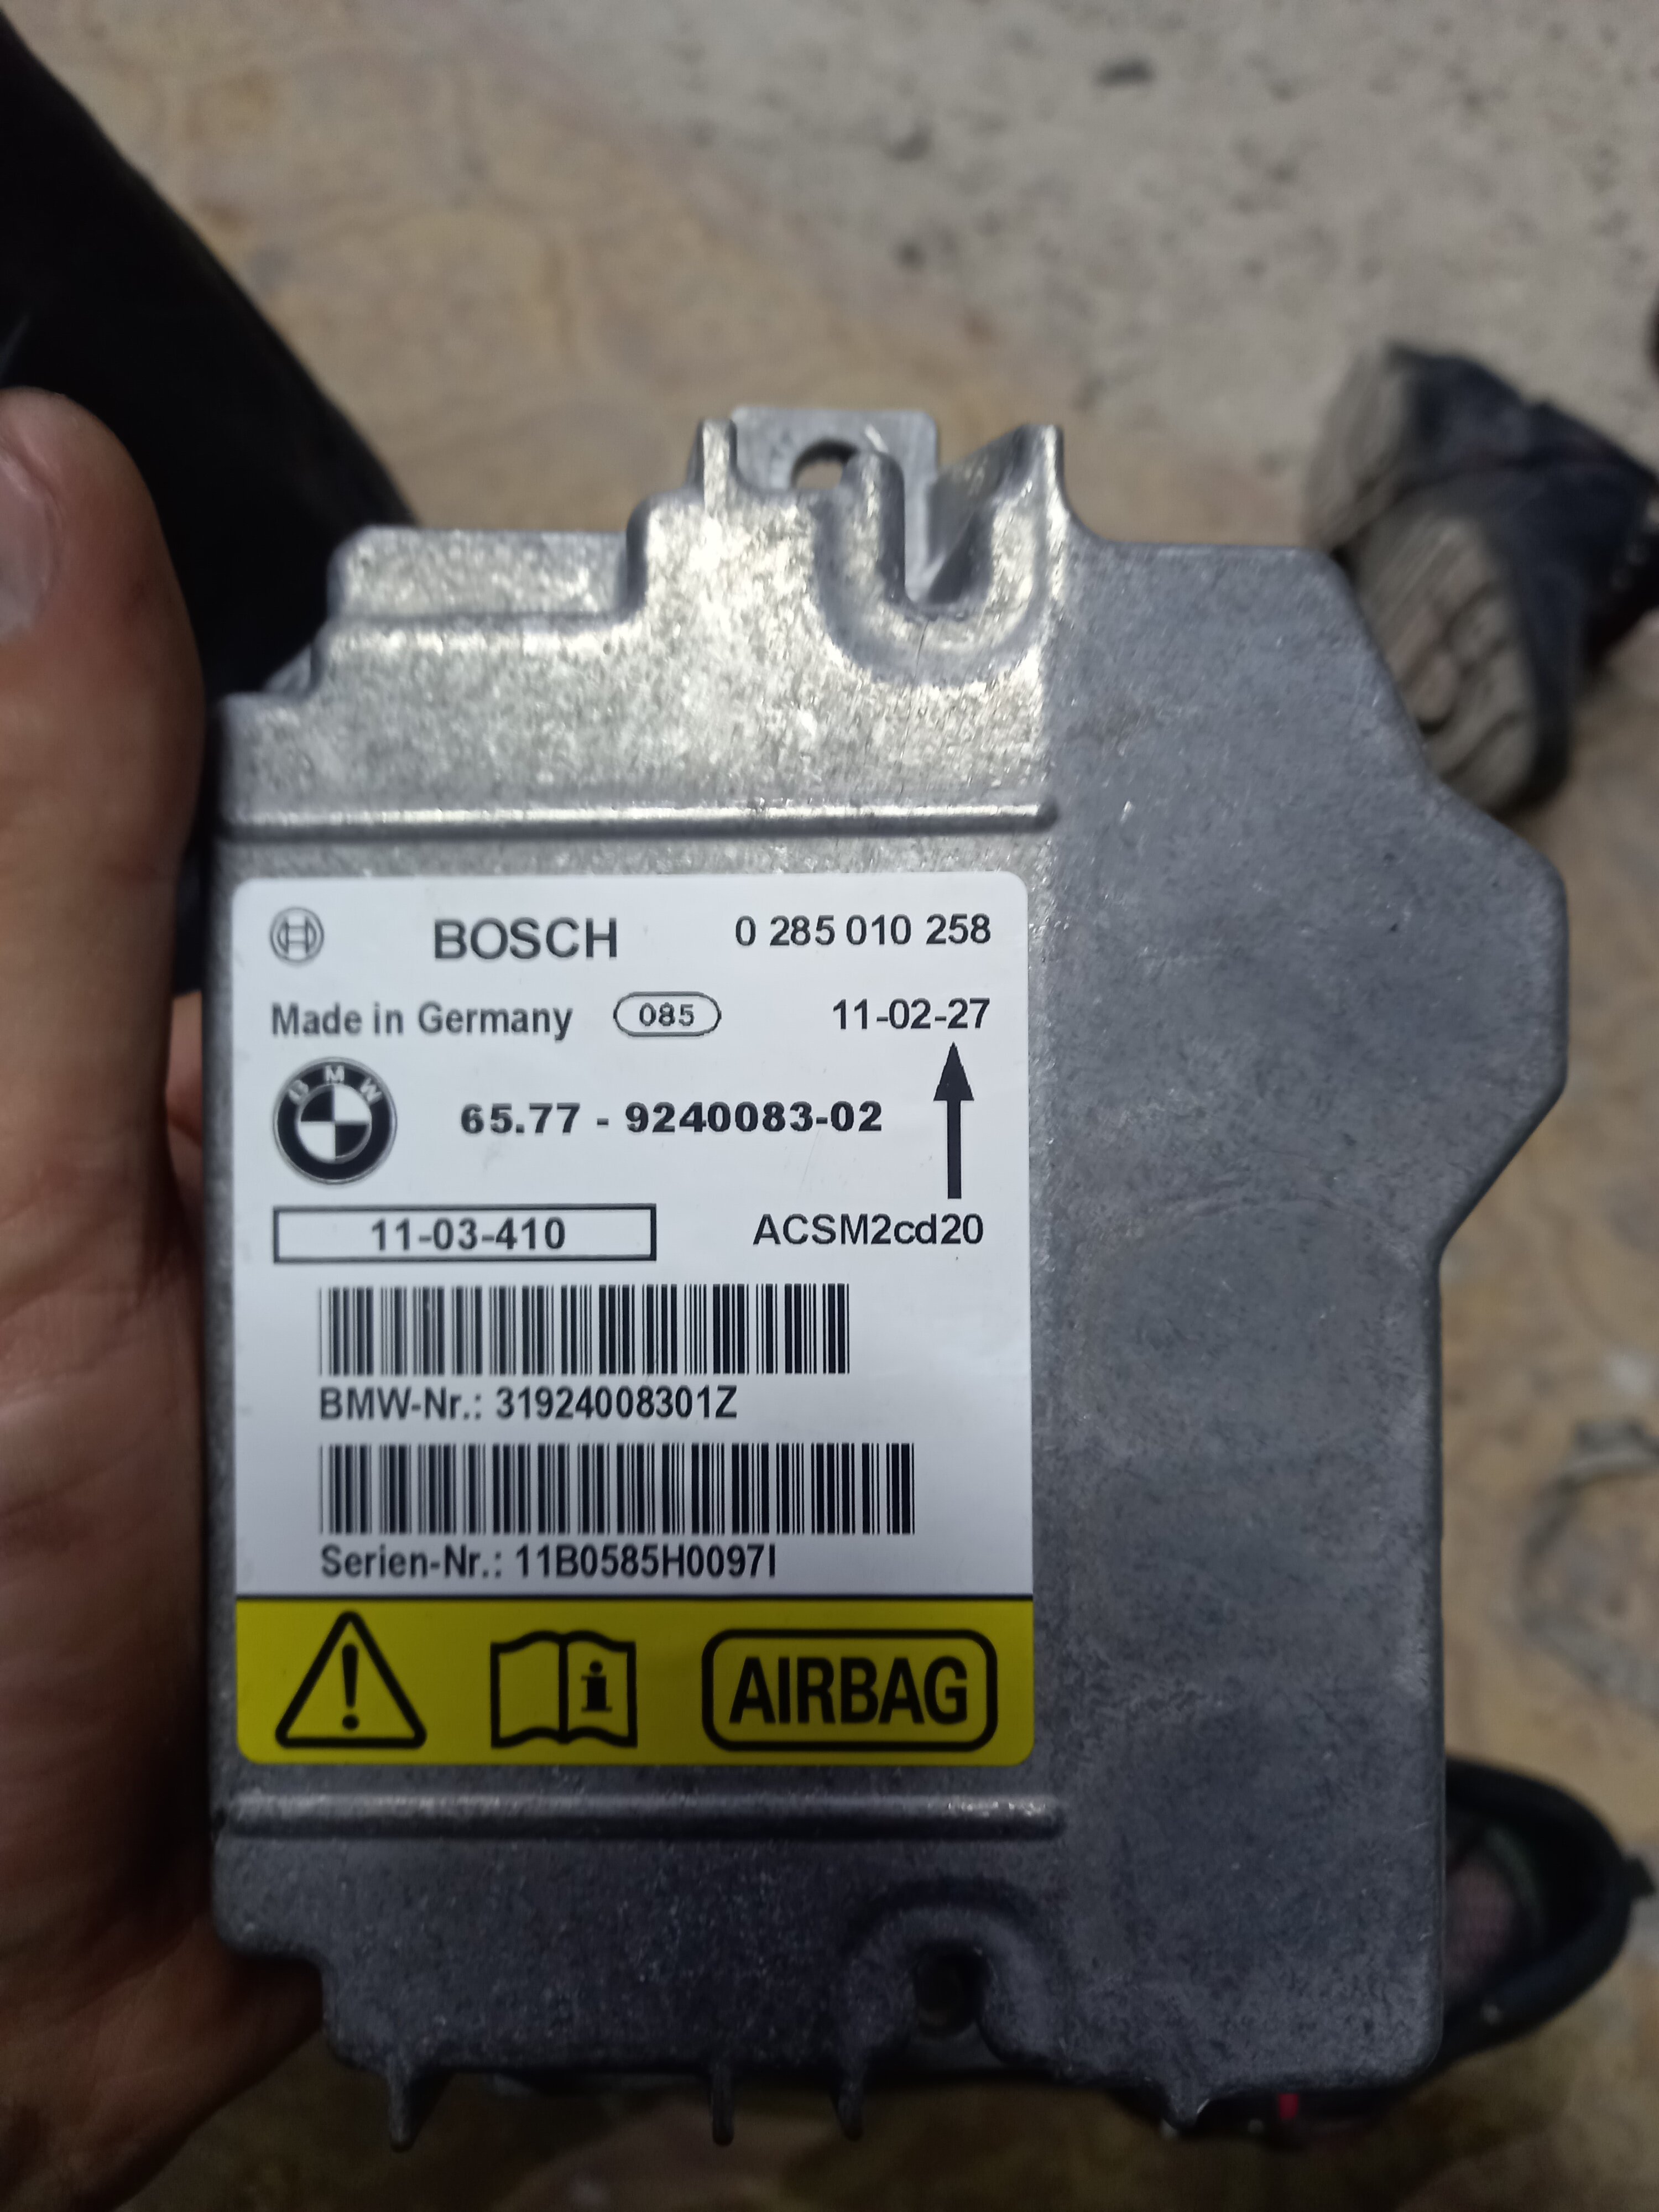 BOSCH 0 285 010 258
Made in Germany 085 11-02-27
BMW 65.77 - 9240083-02
11-03-410 ACSM2cd20
BMW-Nr.: 31924008301Z
Serien-Nr.: 11B0585H0097I
AIRBAG